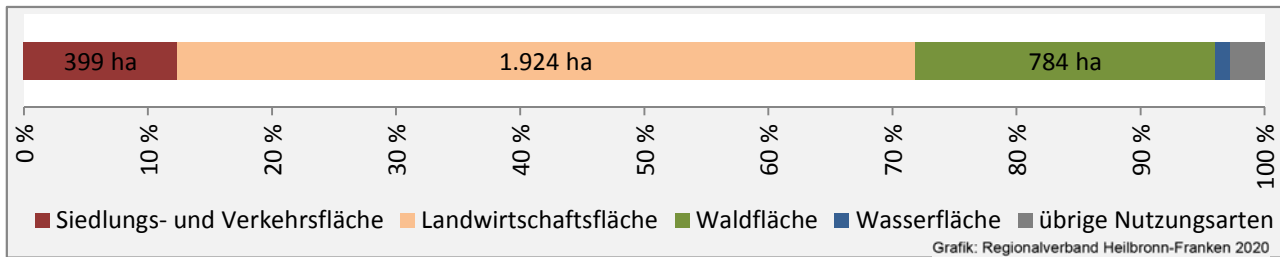 399 ha 1.924 ha 784 ha
0 % 10 % 20 % 30 % 40 % 50 % 60 % 70 % 80 % 90 % 100 %
Siedlungs- und Verkehrsfläche Landwirtschaftsfläche Waldfläche Wasserfläche übrige Nutzungsarten
Grafik: Regionalverband Heilbronn-Franken 2020